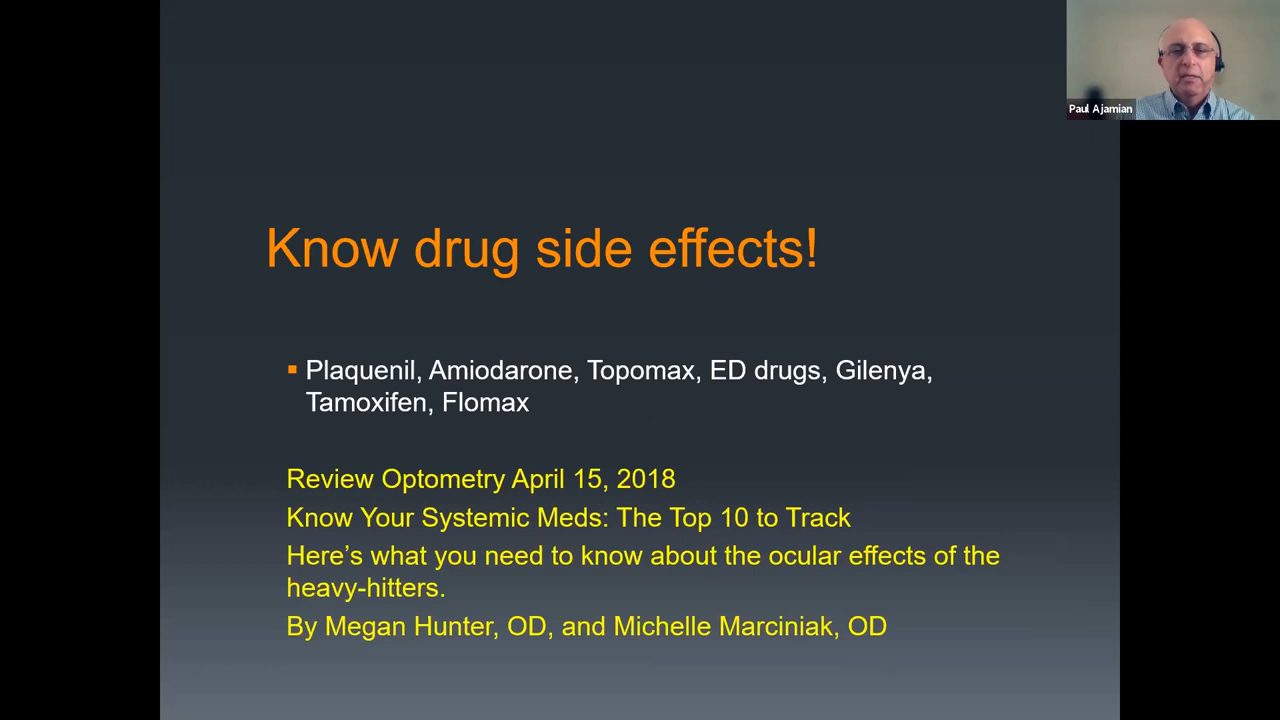 Paul Ajamian
Know drug side effects!
Plaquenil, Amiodarone, Topomax, ED drugs, Gilenya,
Tamoxifen, Flomax
Review Optometry April 15, 2018
Know Your Systemic Meds: The Top 10 to Track
Here’s what you need to know about the ocular effects of the
heavy-hitters.
By Megan Hunter, OD, and Michelle Marciniak, OD